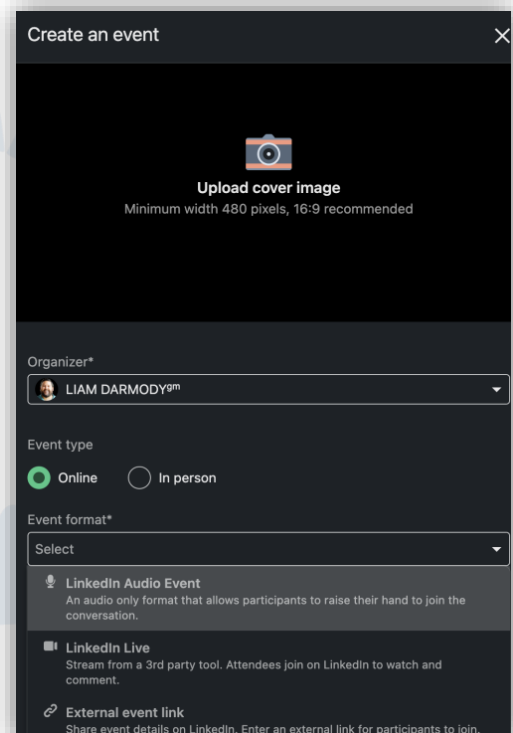 Create an event
Upload cover image
Minimum width 480 pixels, 16:9 recommended
Organizer*
LIAM DARMODYᵍᵐ
Event type
Online In person
Event format*
Select
LinkedIn Audio Event
An audio only format that allows participants to raise their hand to join the
conversation.
LinkedIn Live
Stream from a 3rd party tool. Attendees join on LinkedIn to watch and
comment.
External event link
Share event details on LinkedIn. Enter an external link for participants to join.